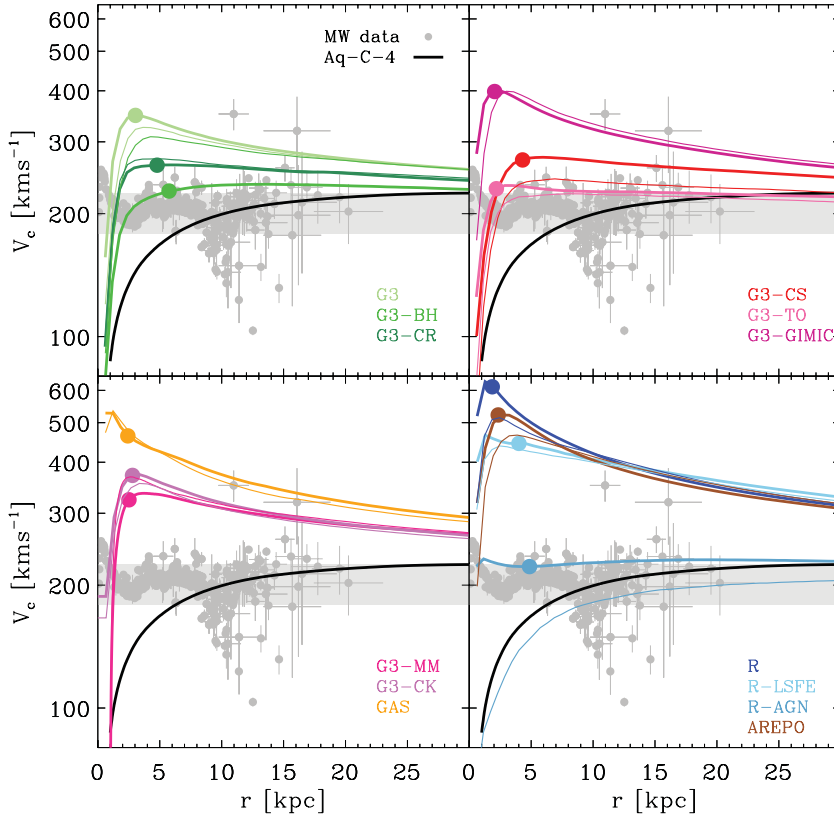 600
500
400
300
200
100
V_c [kms⁻¹]
MW data
Aq-C-4
G3
G3-BH
G3-CR
G3-CS
G3-TO
G3-GIMIC
600
500
400
300
200
100
V_c [kms⁻¹]
G3-MM
G3-CK
GAS
R
R-LSFE
R-AGN
AREPO
0 5 10 15 20 25 0 5 10 15 20 25
r [kpc] r [kpc]